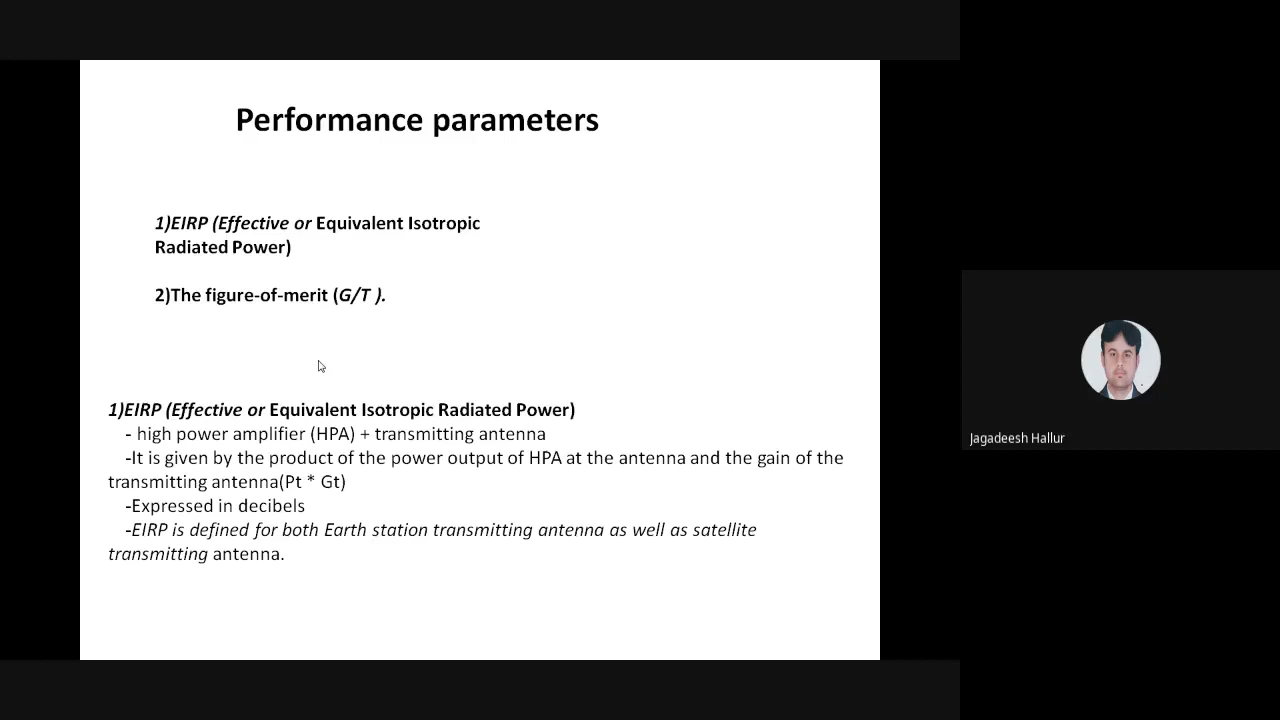 Performance parameters
1)EIRP (Effective or Equivalent Isotropic
Radiated Power)
2)The figure-of-merit (G/T ).
1)EIRP (Effective or Equivalent Isotropic Radiated Power)
- high power amplifier (HPA) + transmitting antenna
-It is given by the product of the power output of HPA at the antenna and the gain of the
transmitting antenna(Pt * Gt)
-Expressed in decibels
-EIRP is defined for both Earth station transmitting antenna as well as satellite
transmitting antenna.
Jagadeesh Hallur